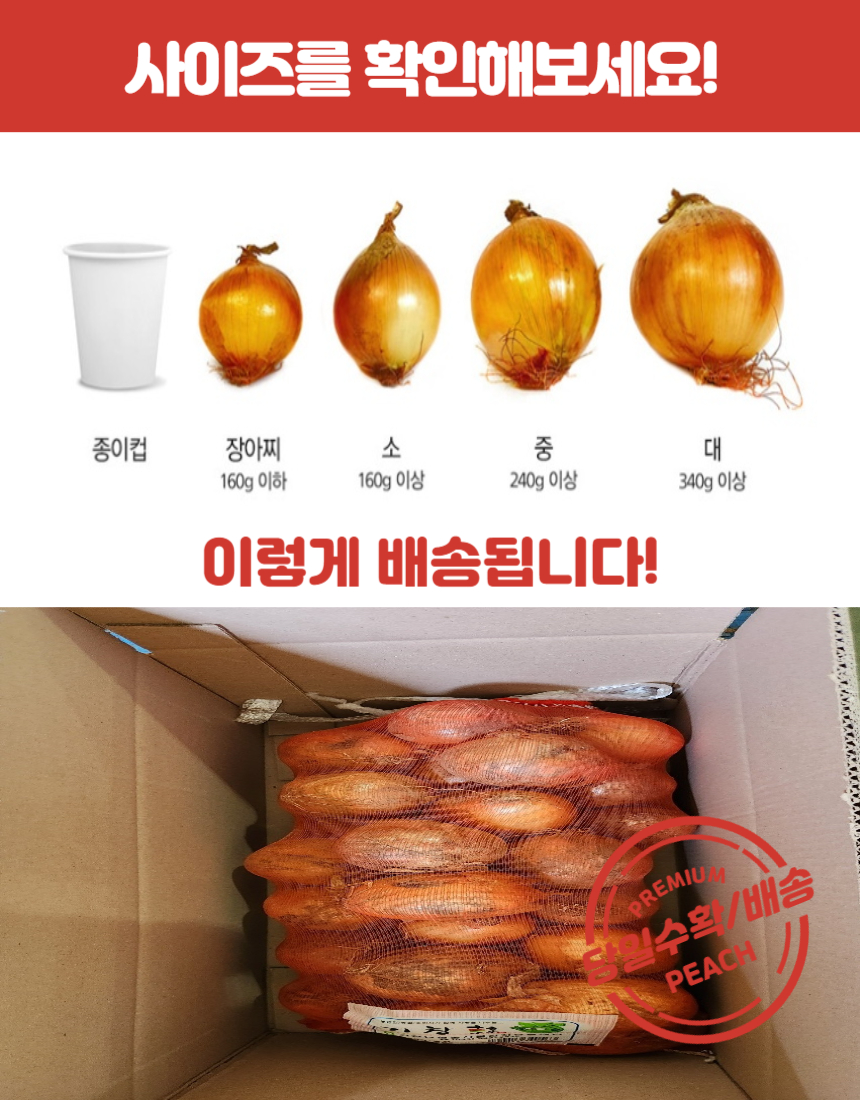 사이즈를 확인해보세요!
종이컵 장아찌 소 중 대
160g 이하 160g 이상 240g 이상 340g 이상
이렇게 배송됩니다!
PREMIUM
당일수확/배송
PEACH